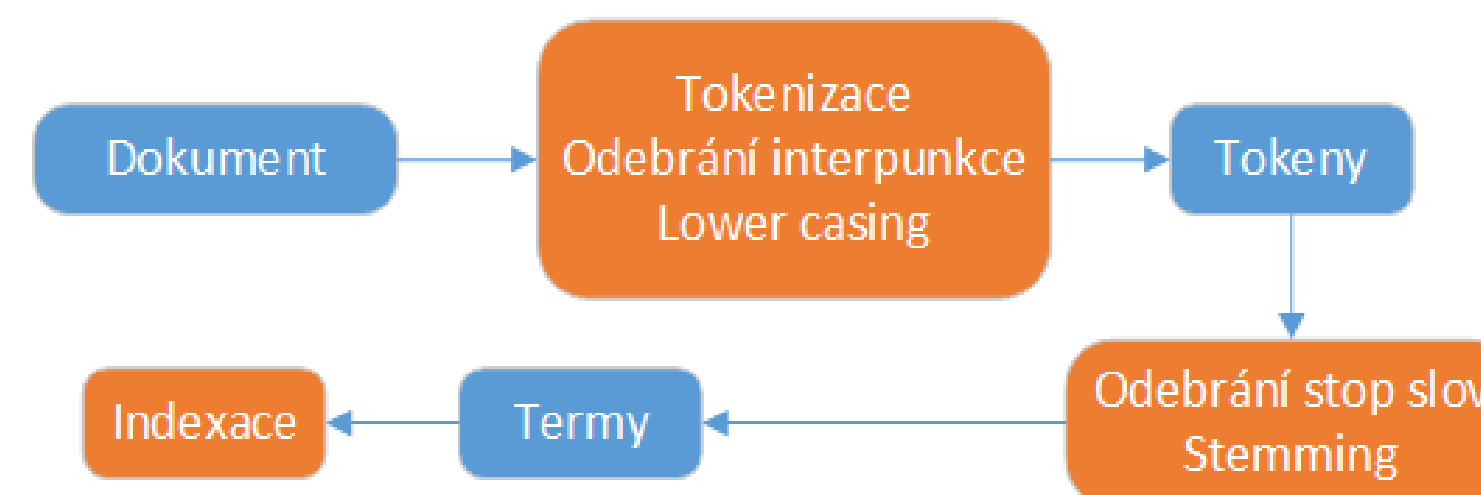 Dokument
Tokenizace
Odebrání interpunkce
Lower casing
Tokeny
Odebrání stop slov
Stemming
Termy
Indexace